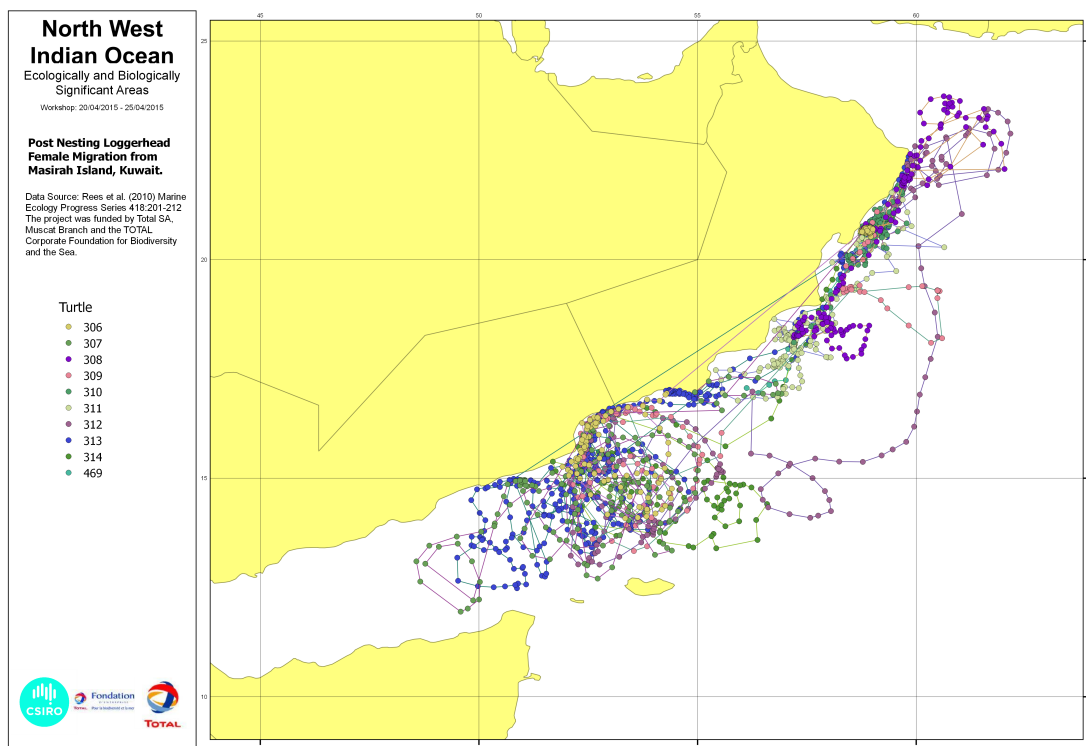 North West
Indian Ocean
Ecologically and Biologically
Significant Areas
Workshop: 20/04/2015 - 25/04/2015
Post Nesting Loggerhead
Female Migration from
Masirah Island, Kuwait.
Data Source: Rees et al. (2010) Marine
Ecology Progress Series 418:201-212
The project was funded by Total SA,
Muscat Branch and the TOTAL
Corporate Foundation for Biodiversity
and the Sea.
Turtle
306
307
308
309
310
311
312
313
314
469
CSIRO
Fondation
TOTAL
45
50
55
60
25
20
15
10